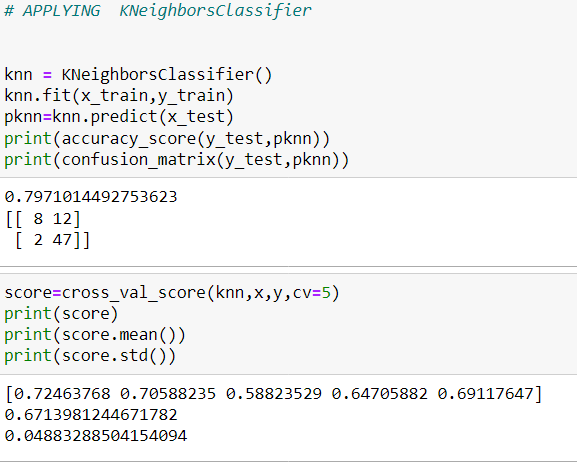 # APPLYING  KNeighborsClassifier
knn = KNeighborsClassifier()
knn.fit(x_train,y_train)
pknn=knn.predict(x_test)
print(accuracy_score(y_test,pknn))
print(confusion_matrix(y_test,pknn))
0.7971014492753623
[[ 8 12]
 [ 2 47]]
score=cross_val_score(knn,x,y,cv=5)
print(score)
print(score.mean())
print(score.std())
[0.72463768 0.70588235 0.58823529 0.64705882 0.69117647]
0.6713981244671782
0.04883288504154094